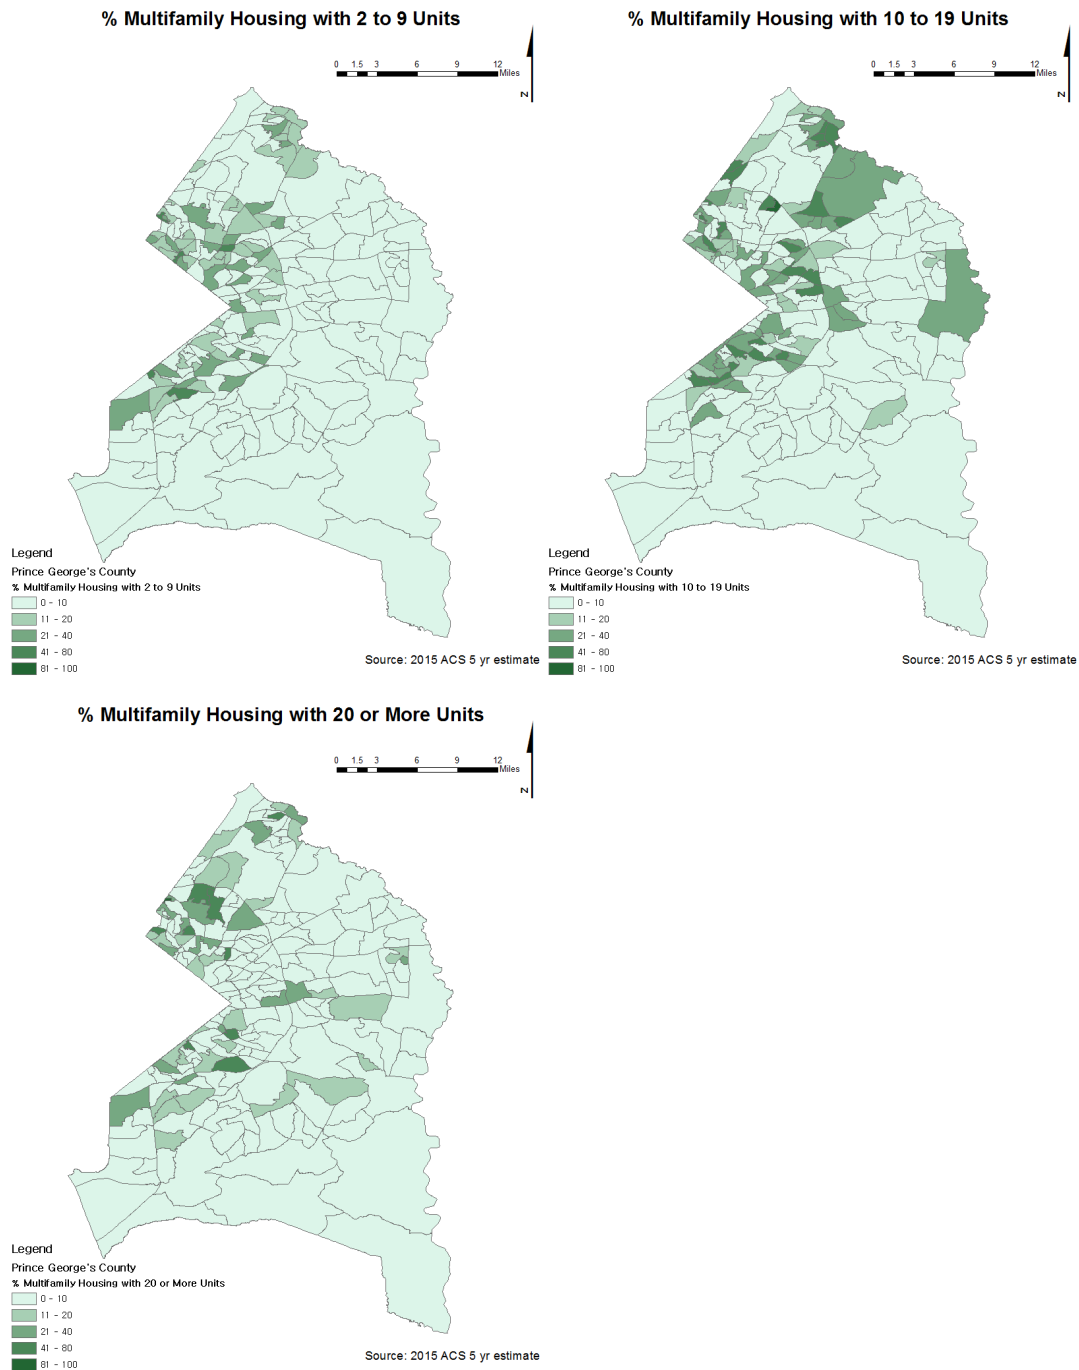 % Multifamily Housing with 2 to 9 Units
0 1.5 3 6 9 12
Miles
N
Legend
Prince George's County
% Multifamily Housing with 2 to 9 Units
0 - 10
11 - 20
21 - 40
41 - 80
81 - 100
Source: 2015 ACS 5 yr estimate
% Multifamily Housing with 10 to 19 Units
0 1.5 3 6 9 12
Miles
N
Legend
Prince George's County
% Multifamily Housing with 10 to 19 Units
0 - 10
11 - 20
21 - 40
41 - 80
81 - 100
Source: 2015 ACS 5 yr estimate
% Multifamily Housing with 20 or More Units
0 1.5 3 6 9 12
Miles
N
Legend
Prince George's County
% Multifamily Housing with 20 or More Units
0 - 10
11 - 20
21 - 40
41 - 80
81 - 100
Source: 2015 ACS 5 yr estimate